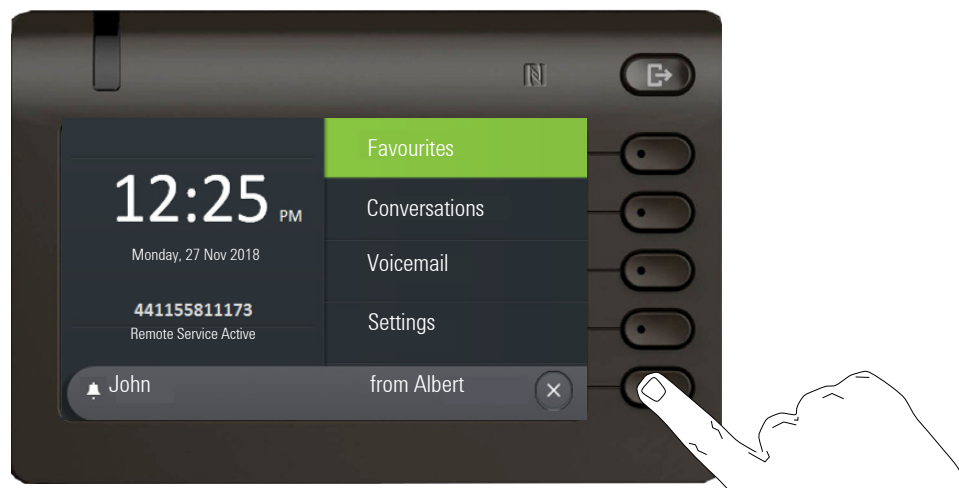 12:25 PM
Monday, 27 Nov 2018
441155811173
Remote Service Active
Favourites
Conversations
Voicemail
Settings
John from Albert